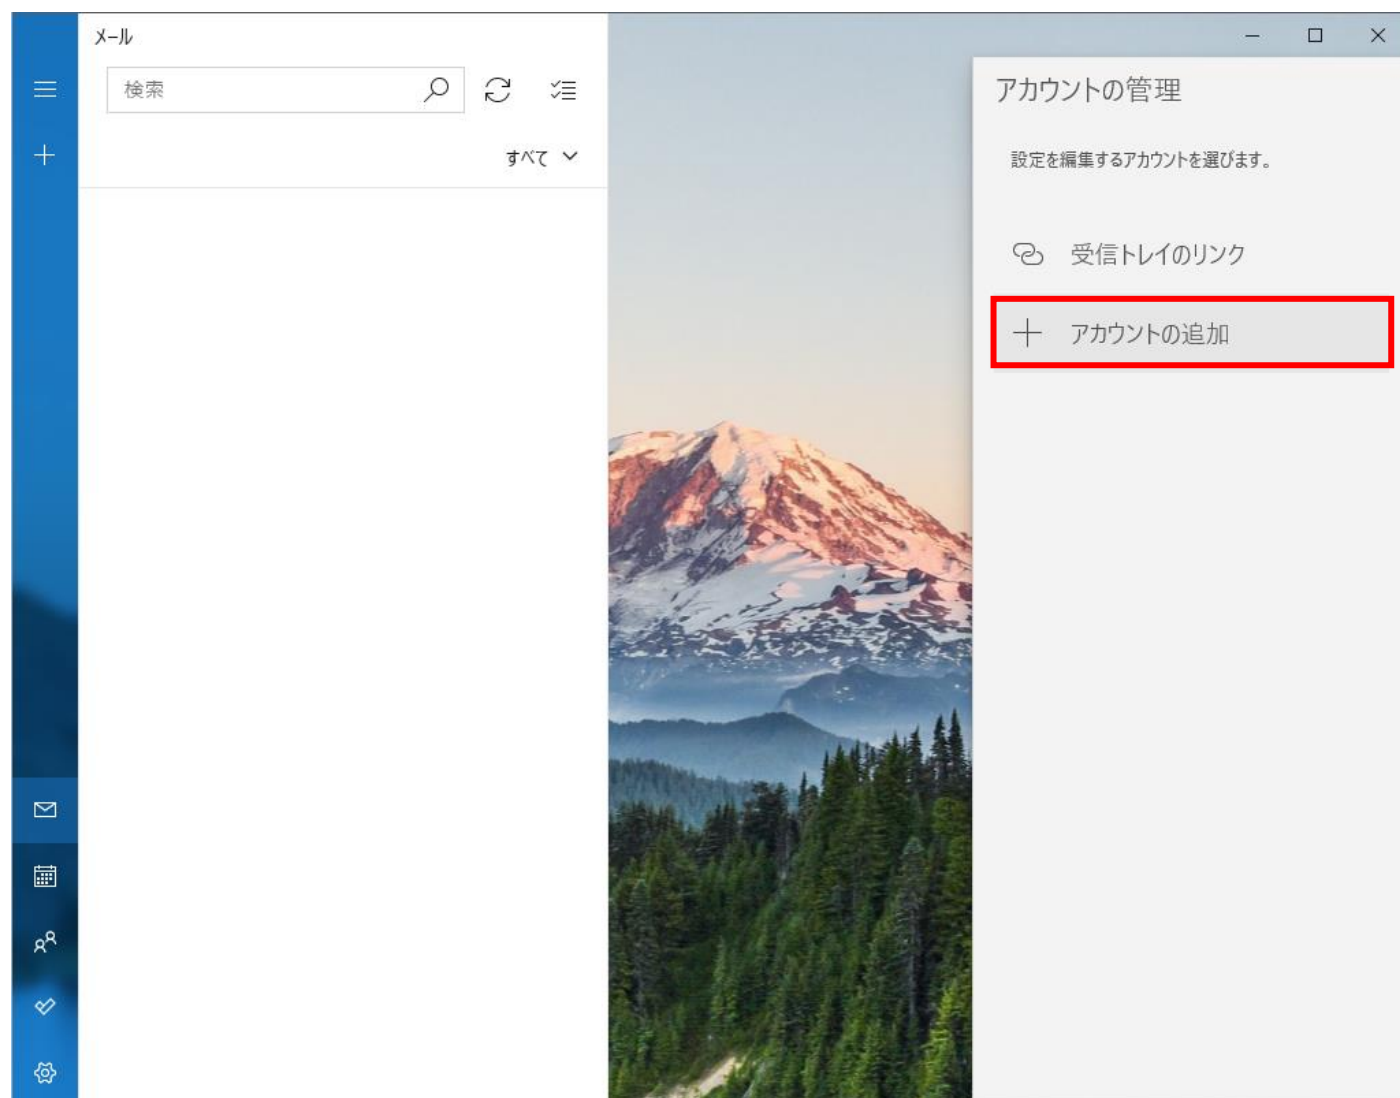 メール
検索
すべて
アカウントの管理
設定を編集するアカウントを選びます。
受信トレイのリンク
アカウントの追加